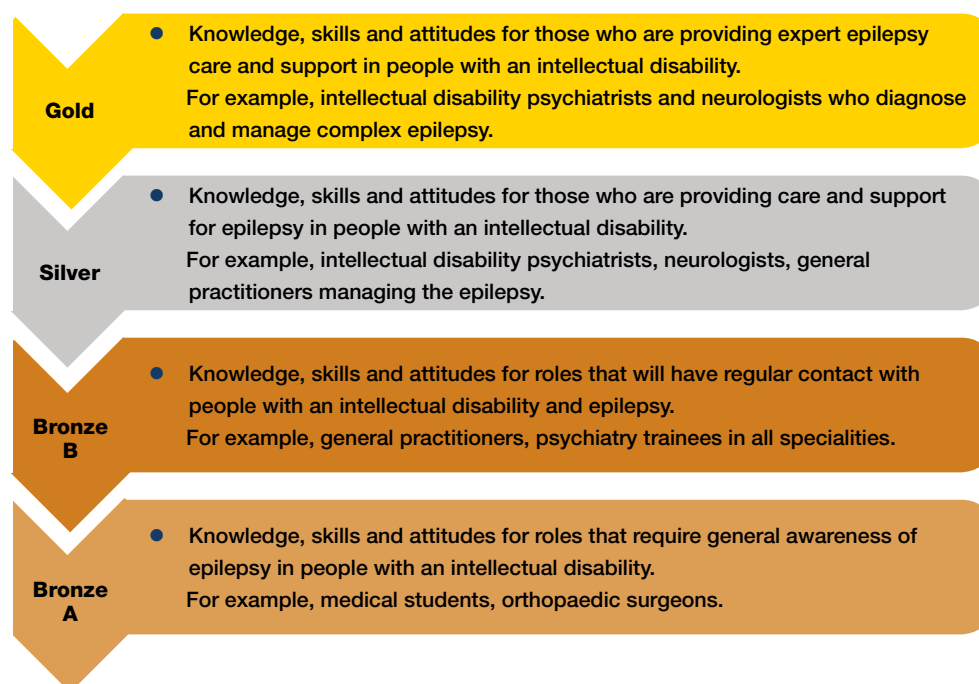 ● Knowledge, skills and attitudes for those who are providing expert epilepsy
care and support in people with an intellectual disability.
For example, intellectual disability psychiatrists and neurologists who diagnose
and manage complex epilepsy.
Gold
● Knowledge, skills and attitudes for those who are providing care and support
for epilepsy in people with an intellectual disability.
For example, intellectual disability psychiatrists, neurologists, general
practitioners managing the epilepsy.
Silver
● Knowledge, skills and attitudes for roles that will have regular contact with
people with an intellectual disability and epilepsy.
For example, general practitioners, psychiatry trainees in all specialities.
Bronze
B
● Knowledge, skills and attitudes for roles that require general awareness of
epilepsy in people with an intellectual disability.
For example, medical students, orthopaedic surgeons.
Bronze
A